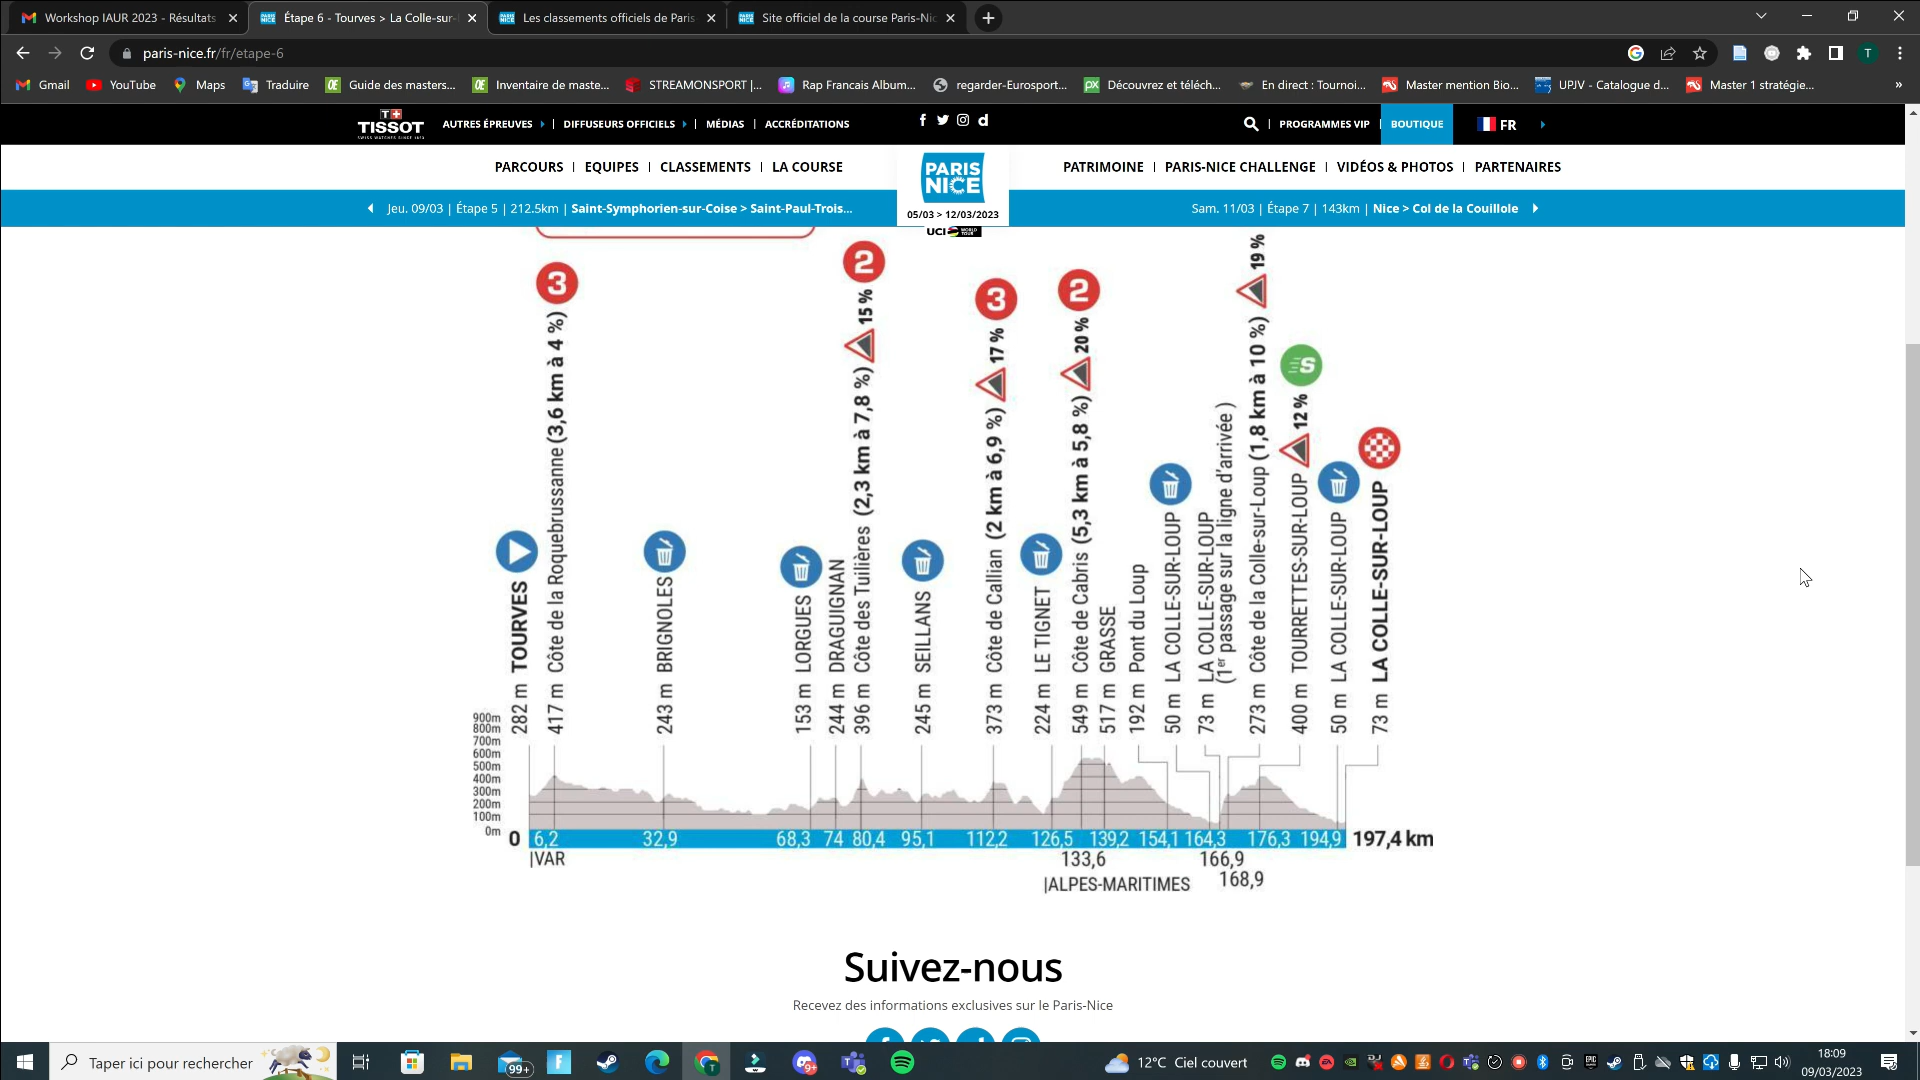 Workshop IAUR 2023 - Résultats
Étape 6 - Tourves > La Colle-sur-
Les classements officiels de Paris
Site officiel de la course Paris-Nic
paris-nice.fr/fr/etape-6
T
Gmail
YouTube
Maps
Traduire
Guide des masters...
Inventaire de maste...
STREAMONSPORT |...
Rap Francais Album...
regarder-Eurosport...
Découvrez et téléch...
En direct : Tournoi...
Master mention Bio...
UPJV - Catalogue d...
Master 1 stratégie...
»
TISSOT
AUTRES ÉPREUVES
DIFFUSEURS OFFICIELS
MÉDIAS
ACCRÉDITATIONS
PROGRAMMES VIP
BOUTIQUE
FR
PARCOURS
EQUIPES
CLASSEMENTS
LA COURSE
PARIS
NICE
05/03 > 12/03/2023
UCI WORLD TOUR
PATRIMOINE
PARIS-NICE CHALLENGE
VIDÉOS & PHOTOS
PARTENAIRES
Jeu. 09/03 | Étape 5 | 212.5km | Saint-Symphorien-sur-Coise > Saint-Paul-Trois...
Sam. 11/03 | Étape 7 | 143km | Nice > Col de la Couillole
282 m TOURVES
3
417 m Côte de la Roquebrussanne (3,6 km à 4 %)
243 m BRIGNOLES
153 m LORGUES
244 m DRAGUIGNAN
2
396 m Côte des Tuilières (2,3 km à 7,8 %) 15 %
245 m SEILLANS
3
373 m Côte de Callian (2 km à 6,9 %) 17 %
224 m LE TIGNET
2
549 m Côte de Cabris (5,3 km à 5,8 %) 20 %
517 m GRASSE
192 m Pont du Loup
50 m LA COLLE-SUR-LOUP
73 m LA COLLE-SUR-LOUP
(1er passage sur la ligne d'arrivée )
273 m Côte de la Colle-sur-Loup (1,8 km à 10 %) 19 %
S
400 m TOURRETTES-SUR-LOUP 12 %
50 m LA COLLE-SUR-LOUP
73 m LA COLLE-SUR-LOUP
900m
800m
700m
600m
500m
400m
300m
200m
100m
0m
0 6,2 32,9 68,3 74 80,4 95,1 112,2 126,5 139,2 154,1 164,3 176,3 194,9 197,4 km
|VAR
133,6
166,9
|ALPES-MARITIMES
168,9
Suivez-nous
Recevez des informations exclusives sur le Paris-Nice
Taper ici pour rechercher
99+
9+
12°C Ciel couvert
18:09
09/03/2023